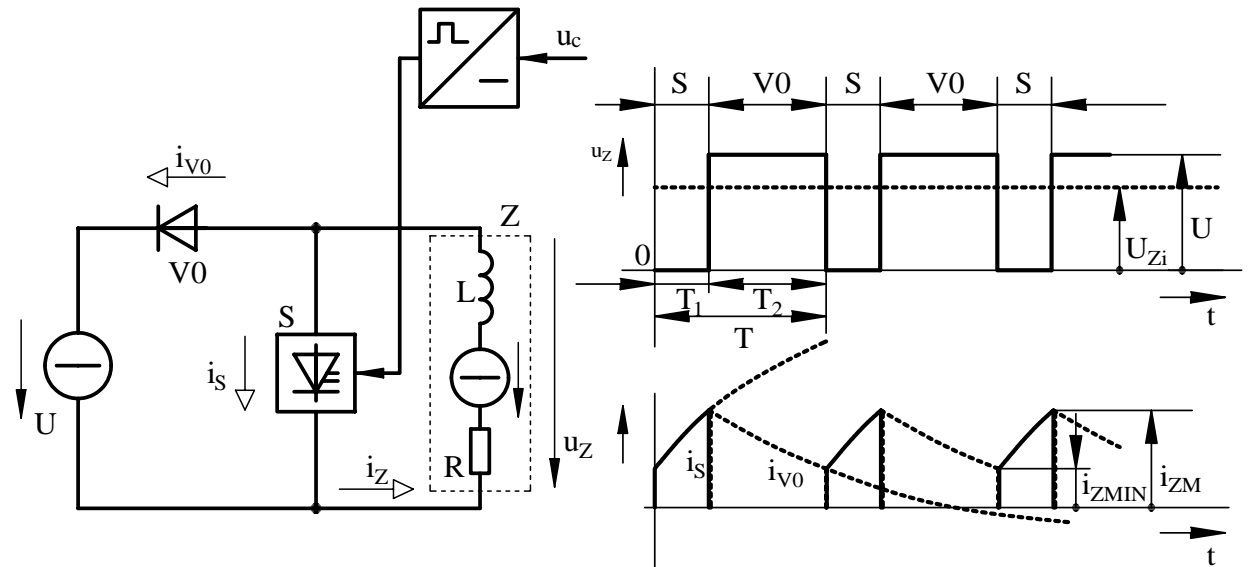 u_c
S V0 S V0 S
i_V0
u_Z
Z
V0
U
U_Zi
0
L
S
T_1 T_2
t
T
i_S
U
R
u_Z
i_Z
i_S
i_V0
i_ZMIN
i_ZM
t